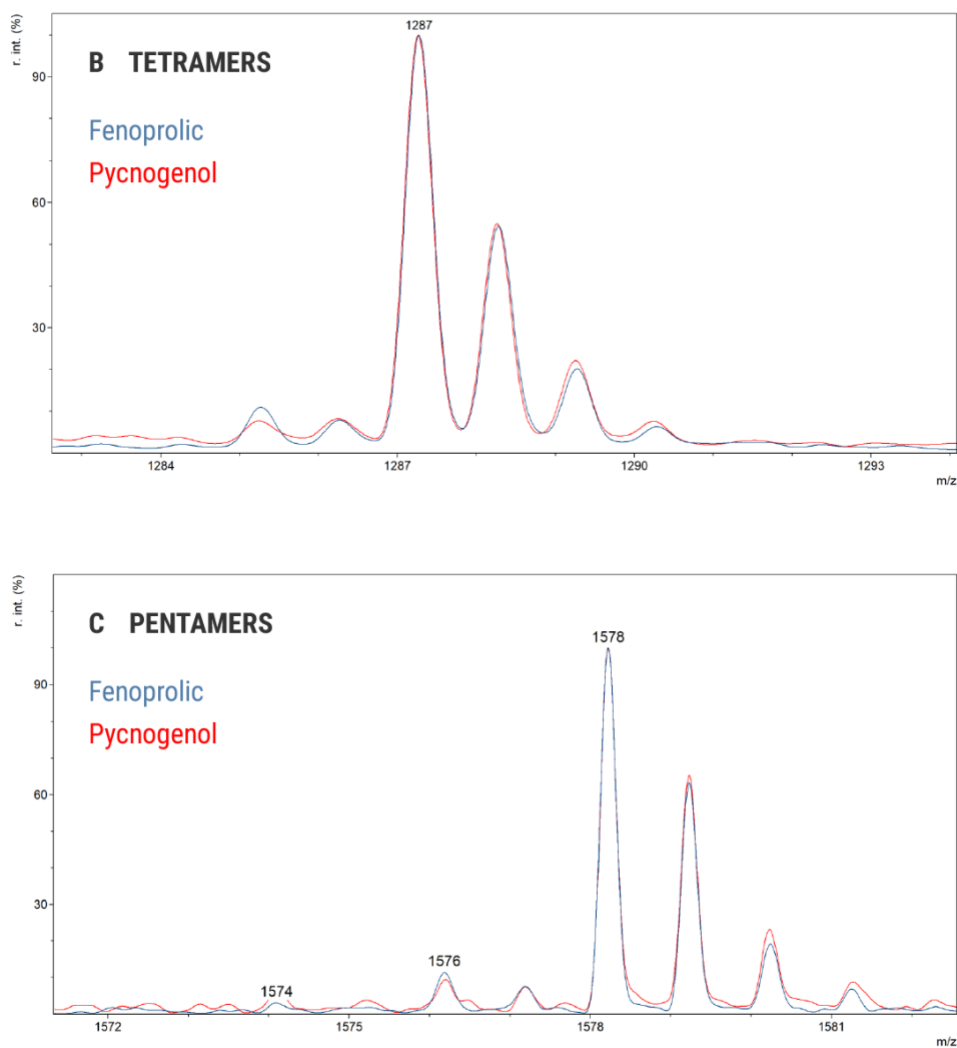 r. int. (%)
1287
B TETRAMERS
90
Fenoprolic
Pycnogenol
60
30
1284
1287
1290
1293
m/z
r. int. (%)
C PENTAMERS
1578
90
Fenoprolic
Pycnogenol
60
30
1576
1574
1572
1575
1578
1581
m/z